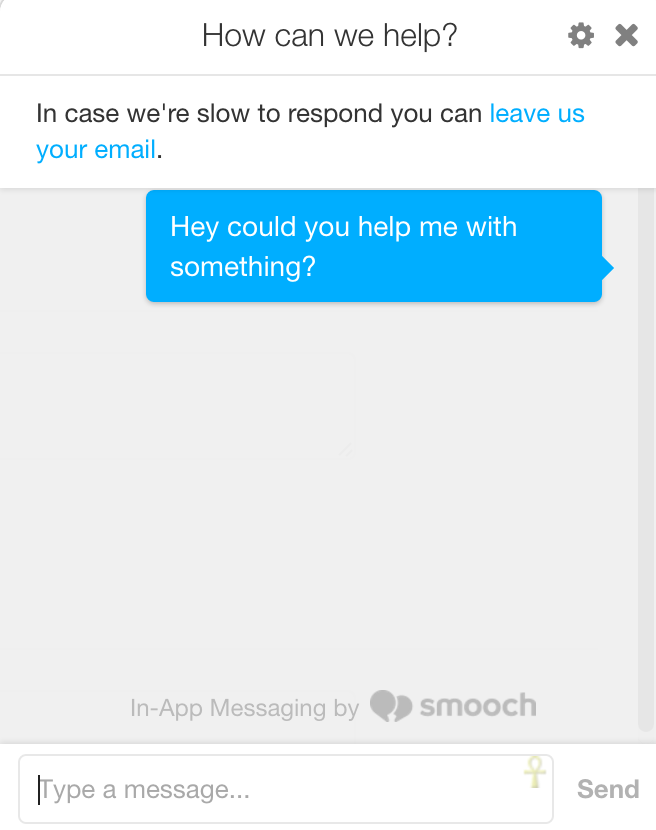 How can we help?
In case we're slow to respond you can leave us
your email.
Hey could you help me with
something?
In-App Messaging by smooch
Type a message...
Send